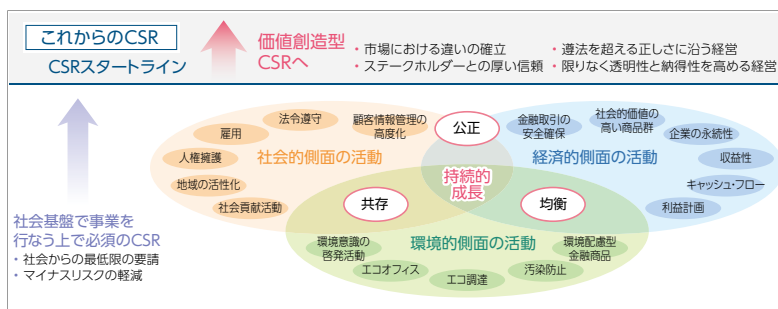 これからのCSR
CSRスタートライン
価値創造型
CSRへ
・市場における違いの確立
・ステークホルダーとの厚い信頼
・遵法を超える正しさに沿う経営
・限りなく透明性と納得性を高める経営
法令遵守
顧客情報管理の
高度化
雇用
人権擁護
地域の活性化
社会貢献活動
社会的側面の活動
公正
金融取引の
安全確保
社会的価値の
高い商品群
企業の永続性
収益性
キャッシュ・フロー
利益計画
経済的側面の活動
持続的
成長
共存
均衡
環境的側面の活動
環境意識の
啓発活動
エコオフィス
エコ調達
汚染防止
環境配慮型
金融商品
社会基盤で事業を
行なう上で必須のCSR
・社会からの最低限の要請
・マイナスリスクの軽減